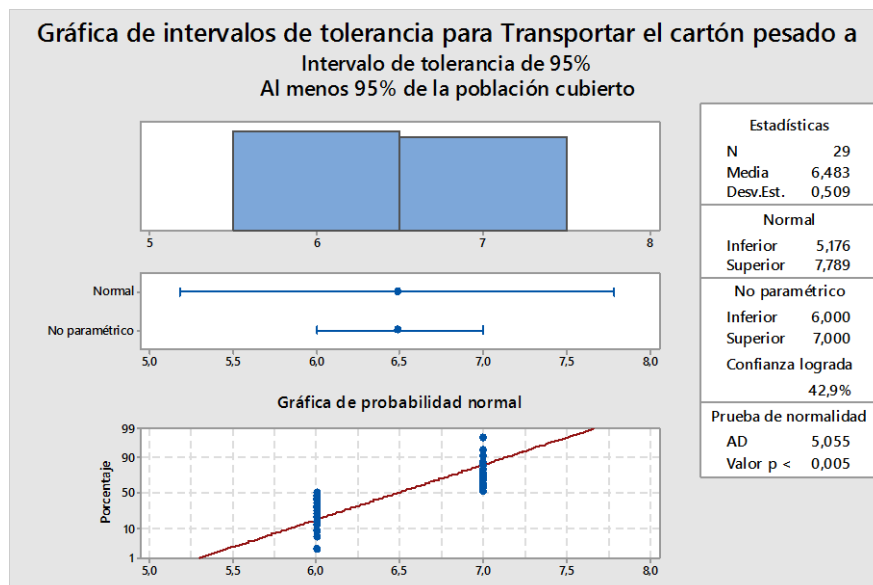 Gráfica de intervalos de tolerancia para Transportar el cartón pesado a
Intervalo de tolerancia de 95%
Al menos 95% de la población cubierto
5 6 7 8
Normal
No paramétrico
5,0 5,5 6,0 6,5 7,0 7,5 8,0
Gráfica de probabilidad normal
Porcentaje
99
90
50
10
1
5,0 5,5 6,0 6,5 7,0 7,5 8,0
Estadísticas
N 29
Media 6,483
Desv.Est. 0,509
Normal
Inferior 5,176
Superior 7,789
No paramétrico
Inferior 6,000
Superior 7,000
Confianza lograda
42,9%
Prueba de normalidad
AD 5,055
Valor p < 0,005